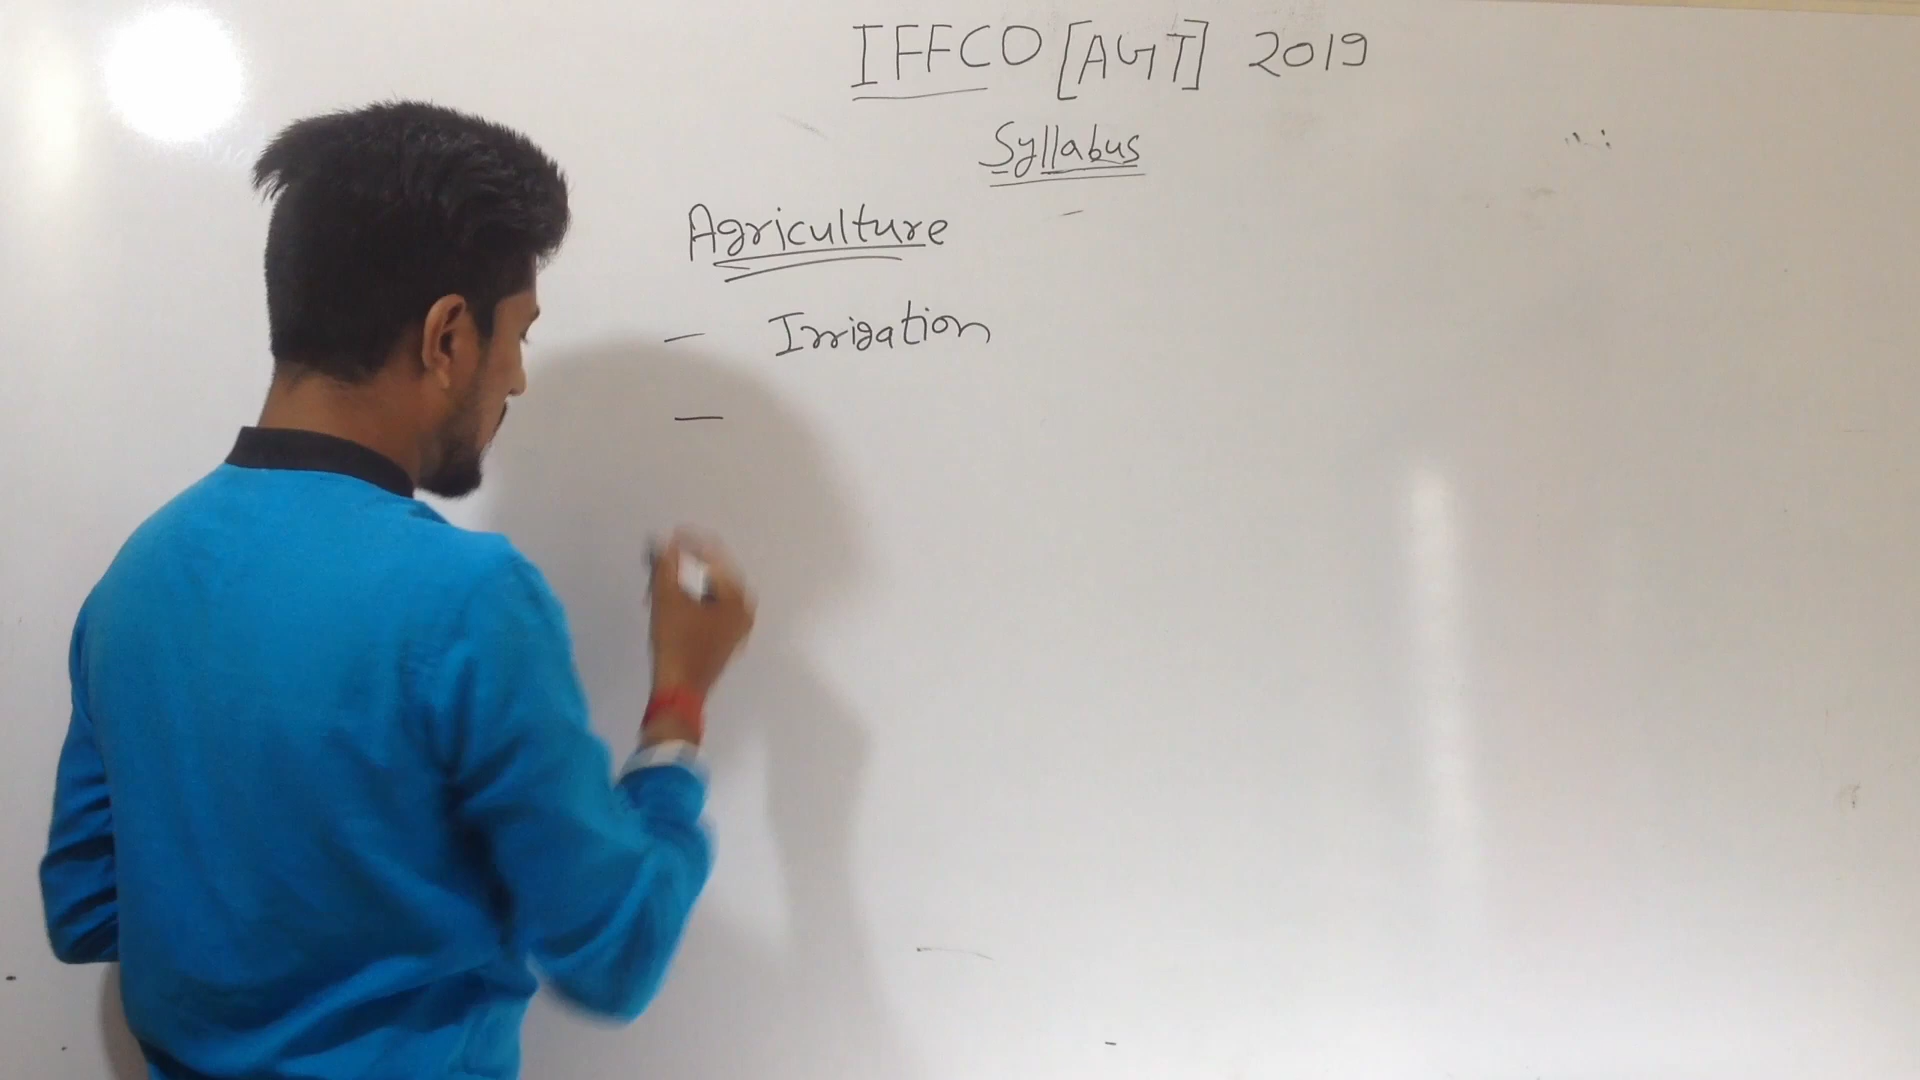 IFFCO [AGT] 2019
Syllabus
Agriculture
— Irrigation
—